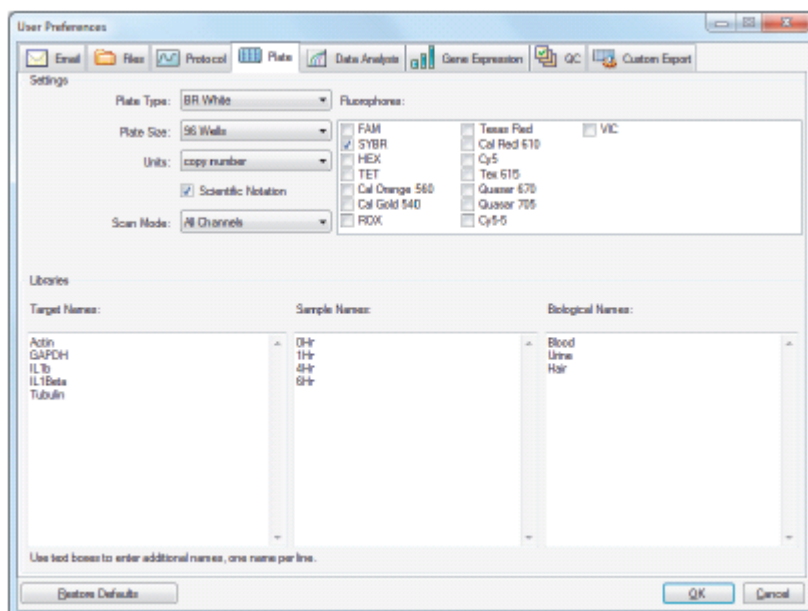 User Preferences
Email Files Protocol Plate Data Analysis Gene Expression QC Custom Export
Settings
Plate Type: BR White
Plate Size: 96 Wells
Units: copy number
Scientific Notation
Scan Mode: All Channels
Fluorophores:
FAM Texas Red VIC
SYBR Cal Red 610
HEX Cy5
TET Tex 615
Cal Orange 560 Quasar 670
Cal Gold 540 Quasar 705
ROX Cy5-5
Libraries
Target Names: Sample Names: Biological Names:
Actin 0Hr Blood
GAPDH 1Hr Urine
IL1b 4Hr Hair
IL1Beta 6Hr
Tubulin
Use text boxes to enter additional names, one name per line.
Restore Defaults OK Cancel